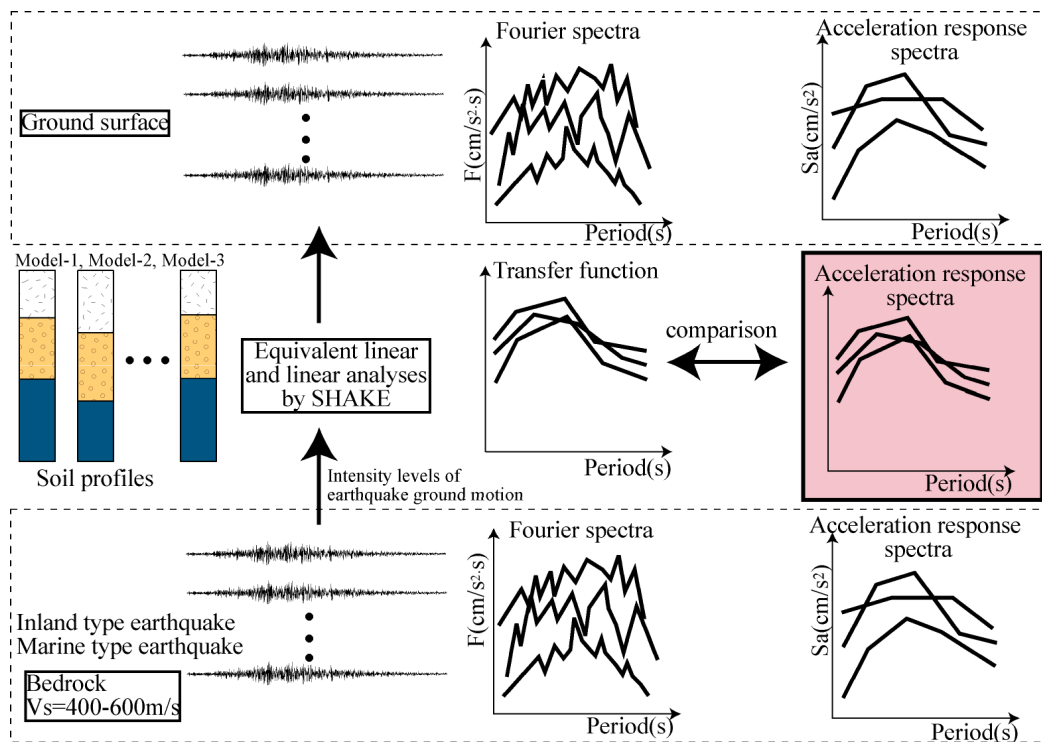 Fourier spectra
Acceleration response
spectra
Ground surface
F(cm/s²·s)
Sa(cm/s²)
Period(s)
Period(s)
Model-1, Model-2, Model-3
Transfer function
Acceleration response
spectra
comparison
Equivalent linear
and linear analyses
by SHAKE
Soil profiles
Intensity levels of
earthquake ground motion
Period(s)
Period(s)
Fourier spectra
Acceleration response
spectra
Inland type earthquake
Marine type earthquake
Bedrock
Vs=400-600m/s
F(cm/s²·s)
Sa(cm/s²)
Period(s)
Period(s)